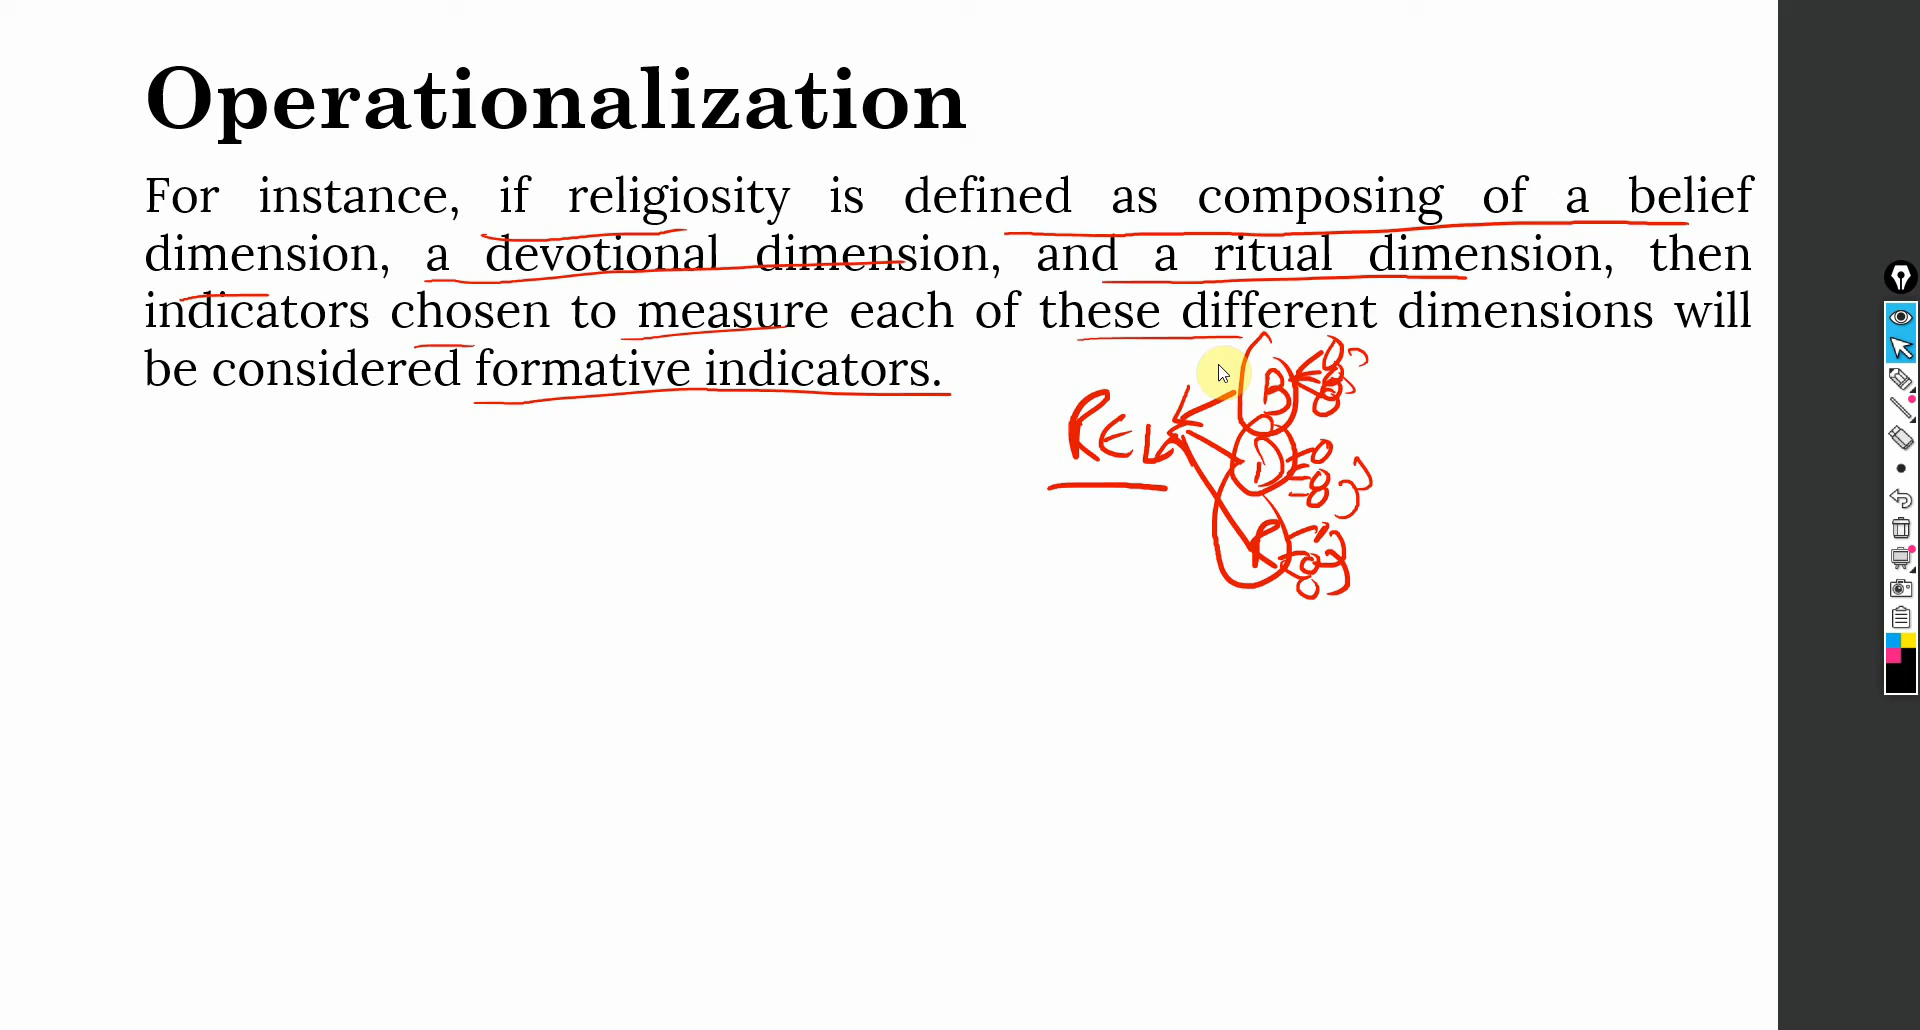 Operationalization
For instance, if religiosity is defined as composing of a belief
dimension, a devotional dimension, and a ritual dimension, then
indicators chosen to measure each of these different dimensions will
be considered formative indicators.
REL
B
D
R